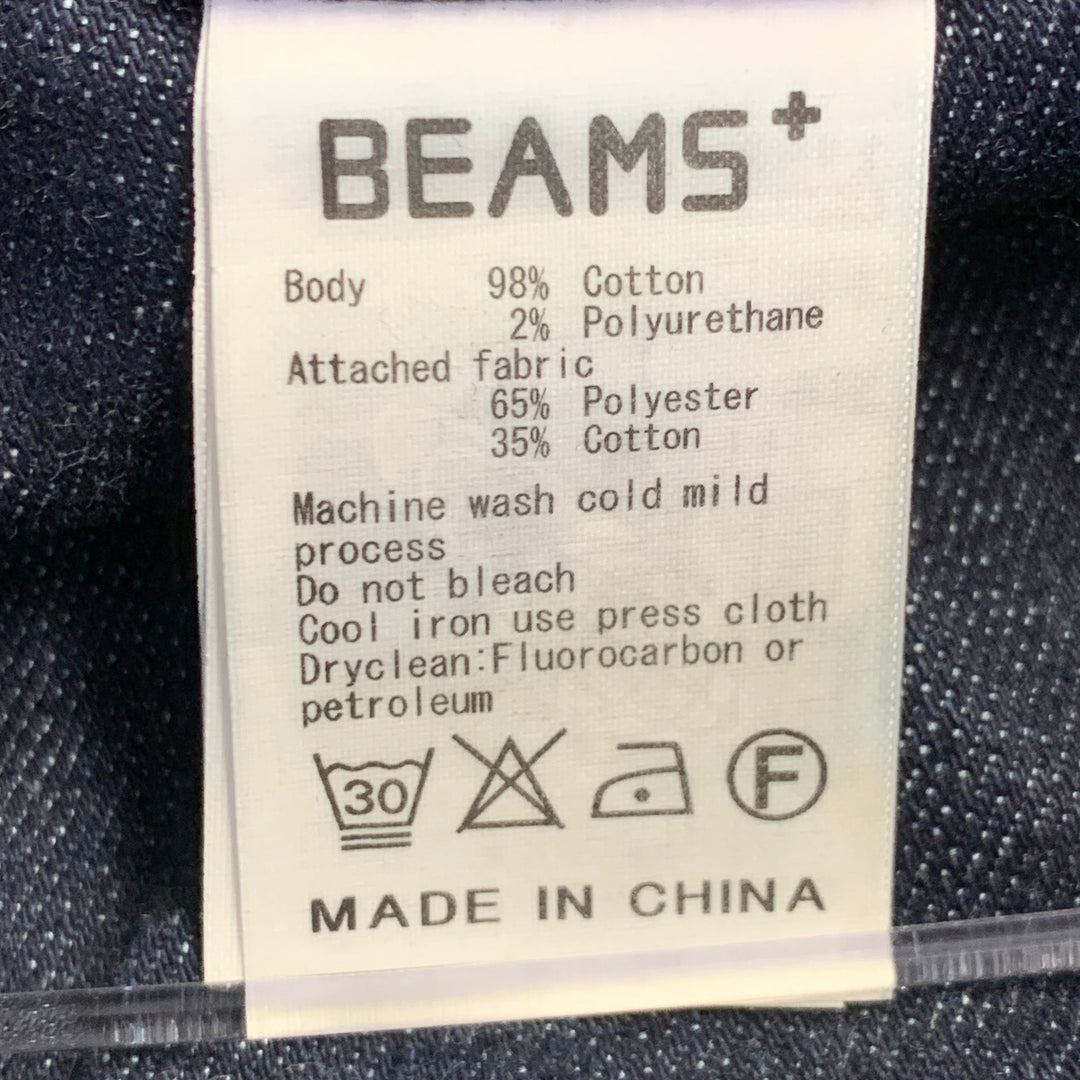 BEAMS+
Body 98% Cotton
2% Polyurethane
Attached fabric
65% Polyester
35% Cotton
Machine wash cold mild
process
Do not bleach
Cool iron use press cloth
Dryclean:Fluorocarbon or
petroleum
30 F
MADE IN CHINA